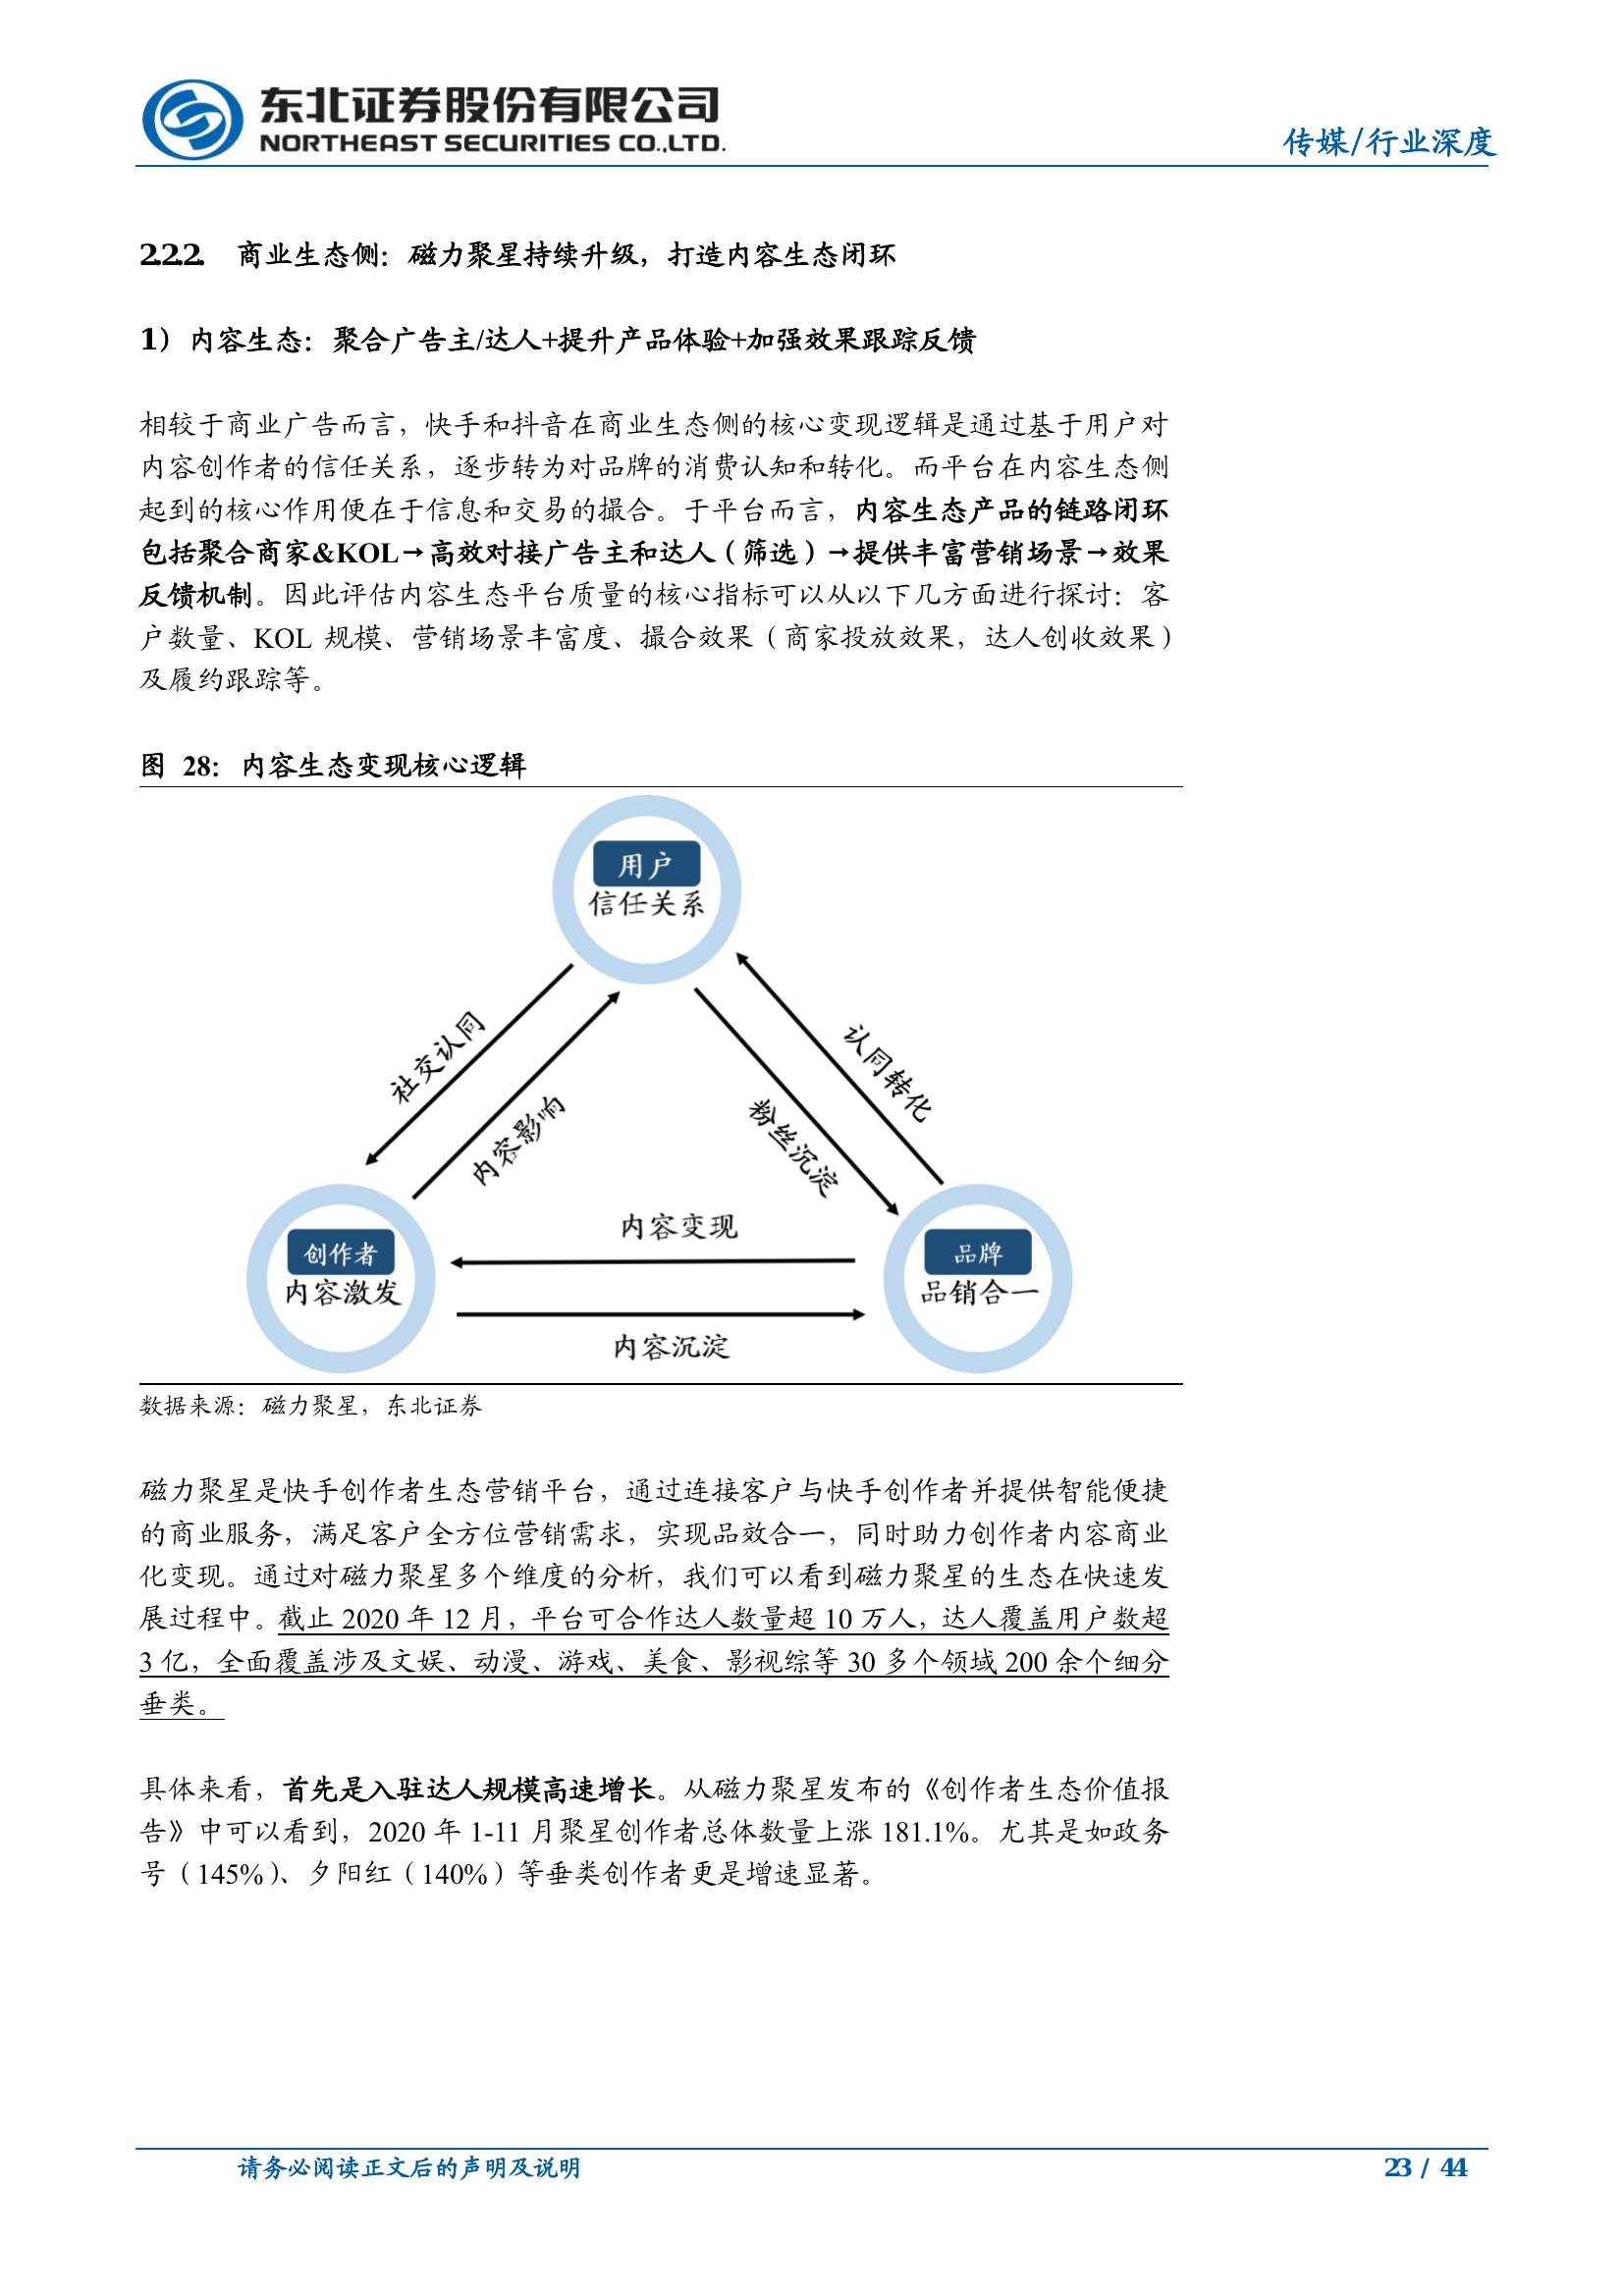 东北证券股份有限公司
NORTHEAST SECURITIES CO.,LTD.
传媒/行业深度
2.2.2. 商业生态侧：磁力聚星持续升级，打造内容生态闭环
1）内容生态：聚合广告主/达人+提升产品体验+加强效果跟踪反馈
相较于商业广告而言，快手和抖音在商业生态侧的核心变现逻辑是通过基于用户对
内容创作者的信任关系，逐步转为对品牌的消费认知和转化。而平台在内容生态侧
起到的核心作用便在于信息和交易的撮合。于平台而言，内容生态产品的链路闭环
包括聚合商家&KOL→高效对接广告主和达人（筛选）→提供丰富营销场景→效果
反馈机制。因此评估内容生态平台质量的核心指标可以从以下几方面进行探讨：客
户数量、KOL 规模、营销场景丰富度、撮合效果（商家投放效果，达人创收效果）
及履约跟踪等。
图 28：内容生态变现核心逻辑
用户
信任关系
社交认同
内容影响
认同转化
粉丝沉淀
内容变现
创作者
内容激发
品牌
品销合一
内容沉淀
数据来源：磁力聚星，东北证券
磁力聚星是快手创作者生态营销平台，通过连接客户与快手创作者并提供智能便捷
的商业服务，满足客户全方位营销需求，实现品效合一，同时助力创作者内容商业
化变现。通过对磁力聚星多个维度的分析，我们可以看到磁力聚星的生态在快速发
展过程中。截止 2020 年 12 月，平台可合作达人数量超 10 万人，达人覆盖用户数超
3 亿，全面覆盖涉及文娱、动漫、游戏、美食、影视综等 30 多个领域 200 余个细分
垂类。
具体来看，首先是入驻达人规模高速增长。从磁力聚星发布的《创作者生态价值报
告》中可以看到，2020 年 1-11 月聚星创作者总体数量上涨 181.1%。尤其是如政务
号（145%）、夕阳红（140%）等垂类创作者更是增速显著。
请务必阅读正文后的声明及说明
23 / 44